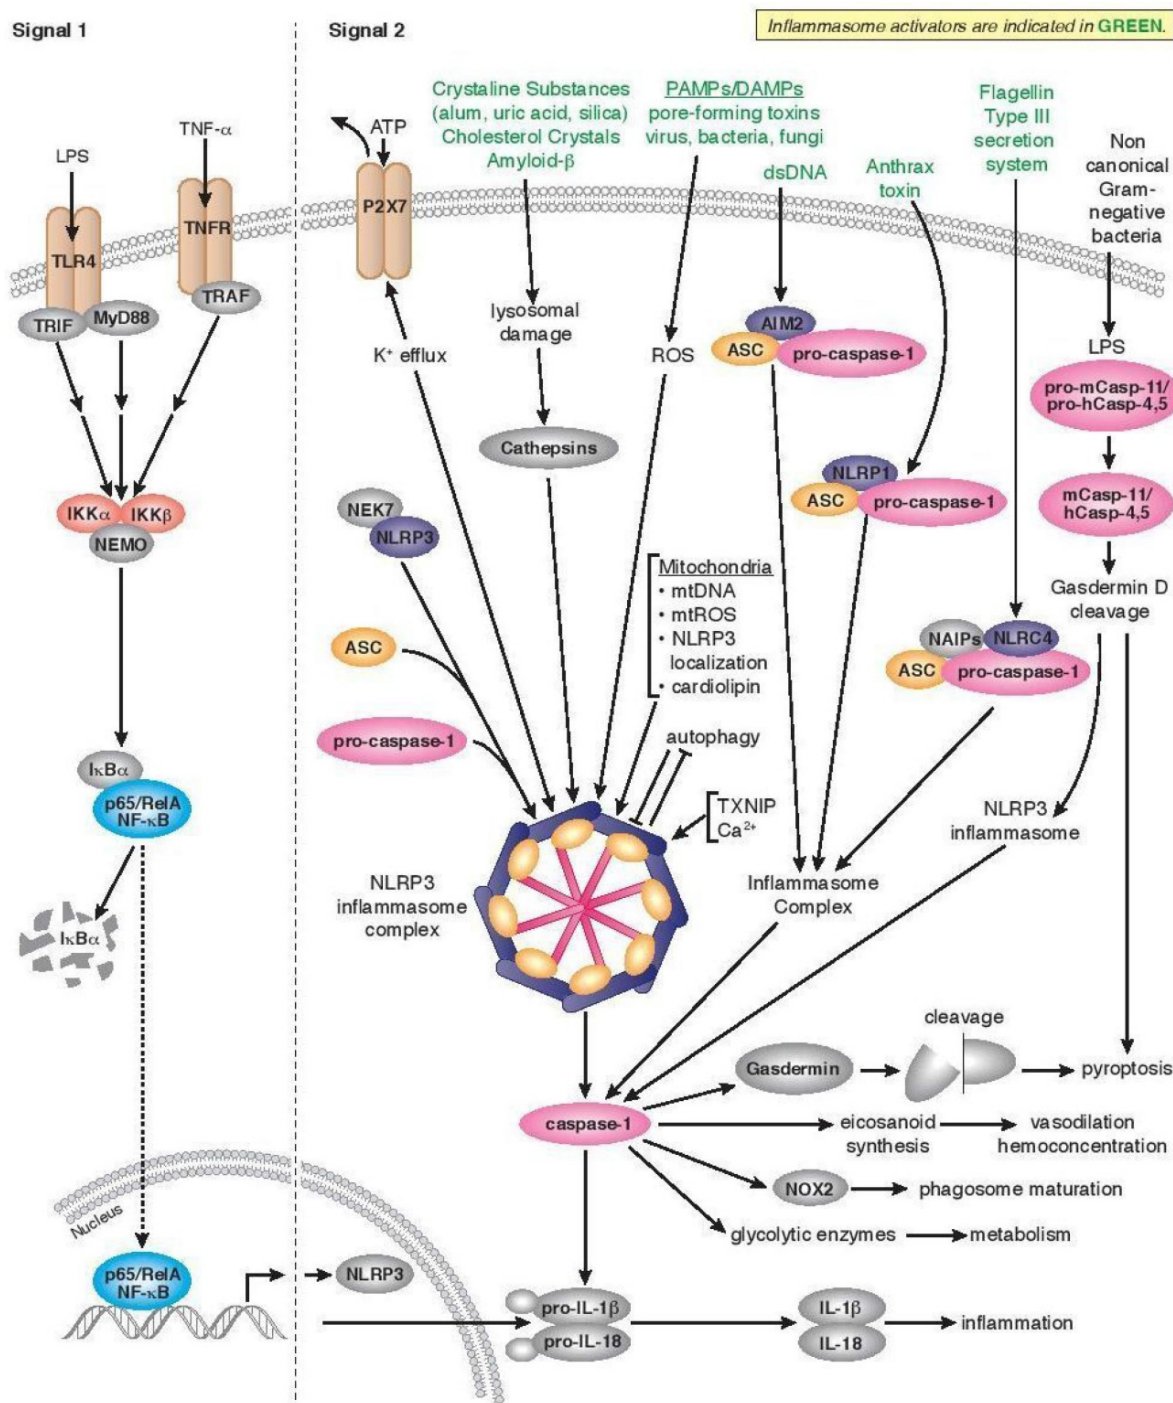 Signal 1
Signal 2
Inflammasome activators are indicated in GREEN.
LPS
TNF-α
TLR4
TNFR
TRIF
MyD88
TRAF
IKKα
IKKβ
NEMO
IκBα
p65/RelA
NF-κB
IκBα
Nucleus
p65/RelA
NF-κB
ATP
P2X7
K⁺ efflux
Crystaline Substances
(alum, uric acid, silica)
Cholesterol Crystals
Amyloid-β
lysosomal
damage
Cathepsins
PAMPs/DAMPs
pore-forming toxins
virus, bacteria, fungi
ROS
dsDNA
AIM2
ASC
pro-caspase-1
Anthrax
toxin
NLRP1
ASC
pro-caspase-1
Flagellin
Type III
secretion
system
NAIPs
NLRC4
ASC
pro-caspase-1
Non
canonical
Gram-
negative
bacteria
LPS
pro-mCasp-11/
pro-hCasp-4,5
mCasp-11/
hCasp-4,5
Gasdermin D
cleavage
NEK7
NLRP3
ASC
pro-caspase-1
Mitochondria
• mtDNA
• mtROS
• NLRP3
localization
• cardiolipin
autophagy
TXNIP
Ca²⁺
NLRP3
inflammasome
complex
Inflammasome
Complex
NLRP3
inflammasome
caspase-1
Gasdermin
cleavage
pyroptosis
eicosanoid
synthesis
vasodilation
hemoconcentration
NOX2
phagosome maturation
glycolytic enzymes
metabolism
NLRP3
pro-IL-1β
pro-IL-18
IL-1β
IL-18
inflammation